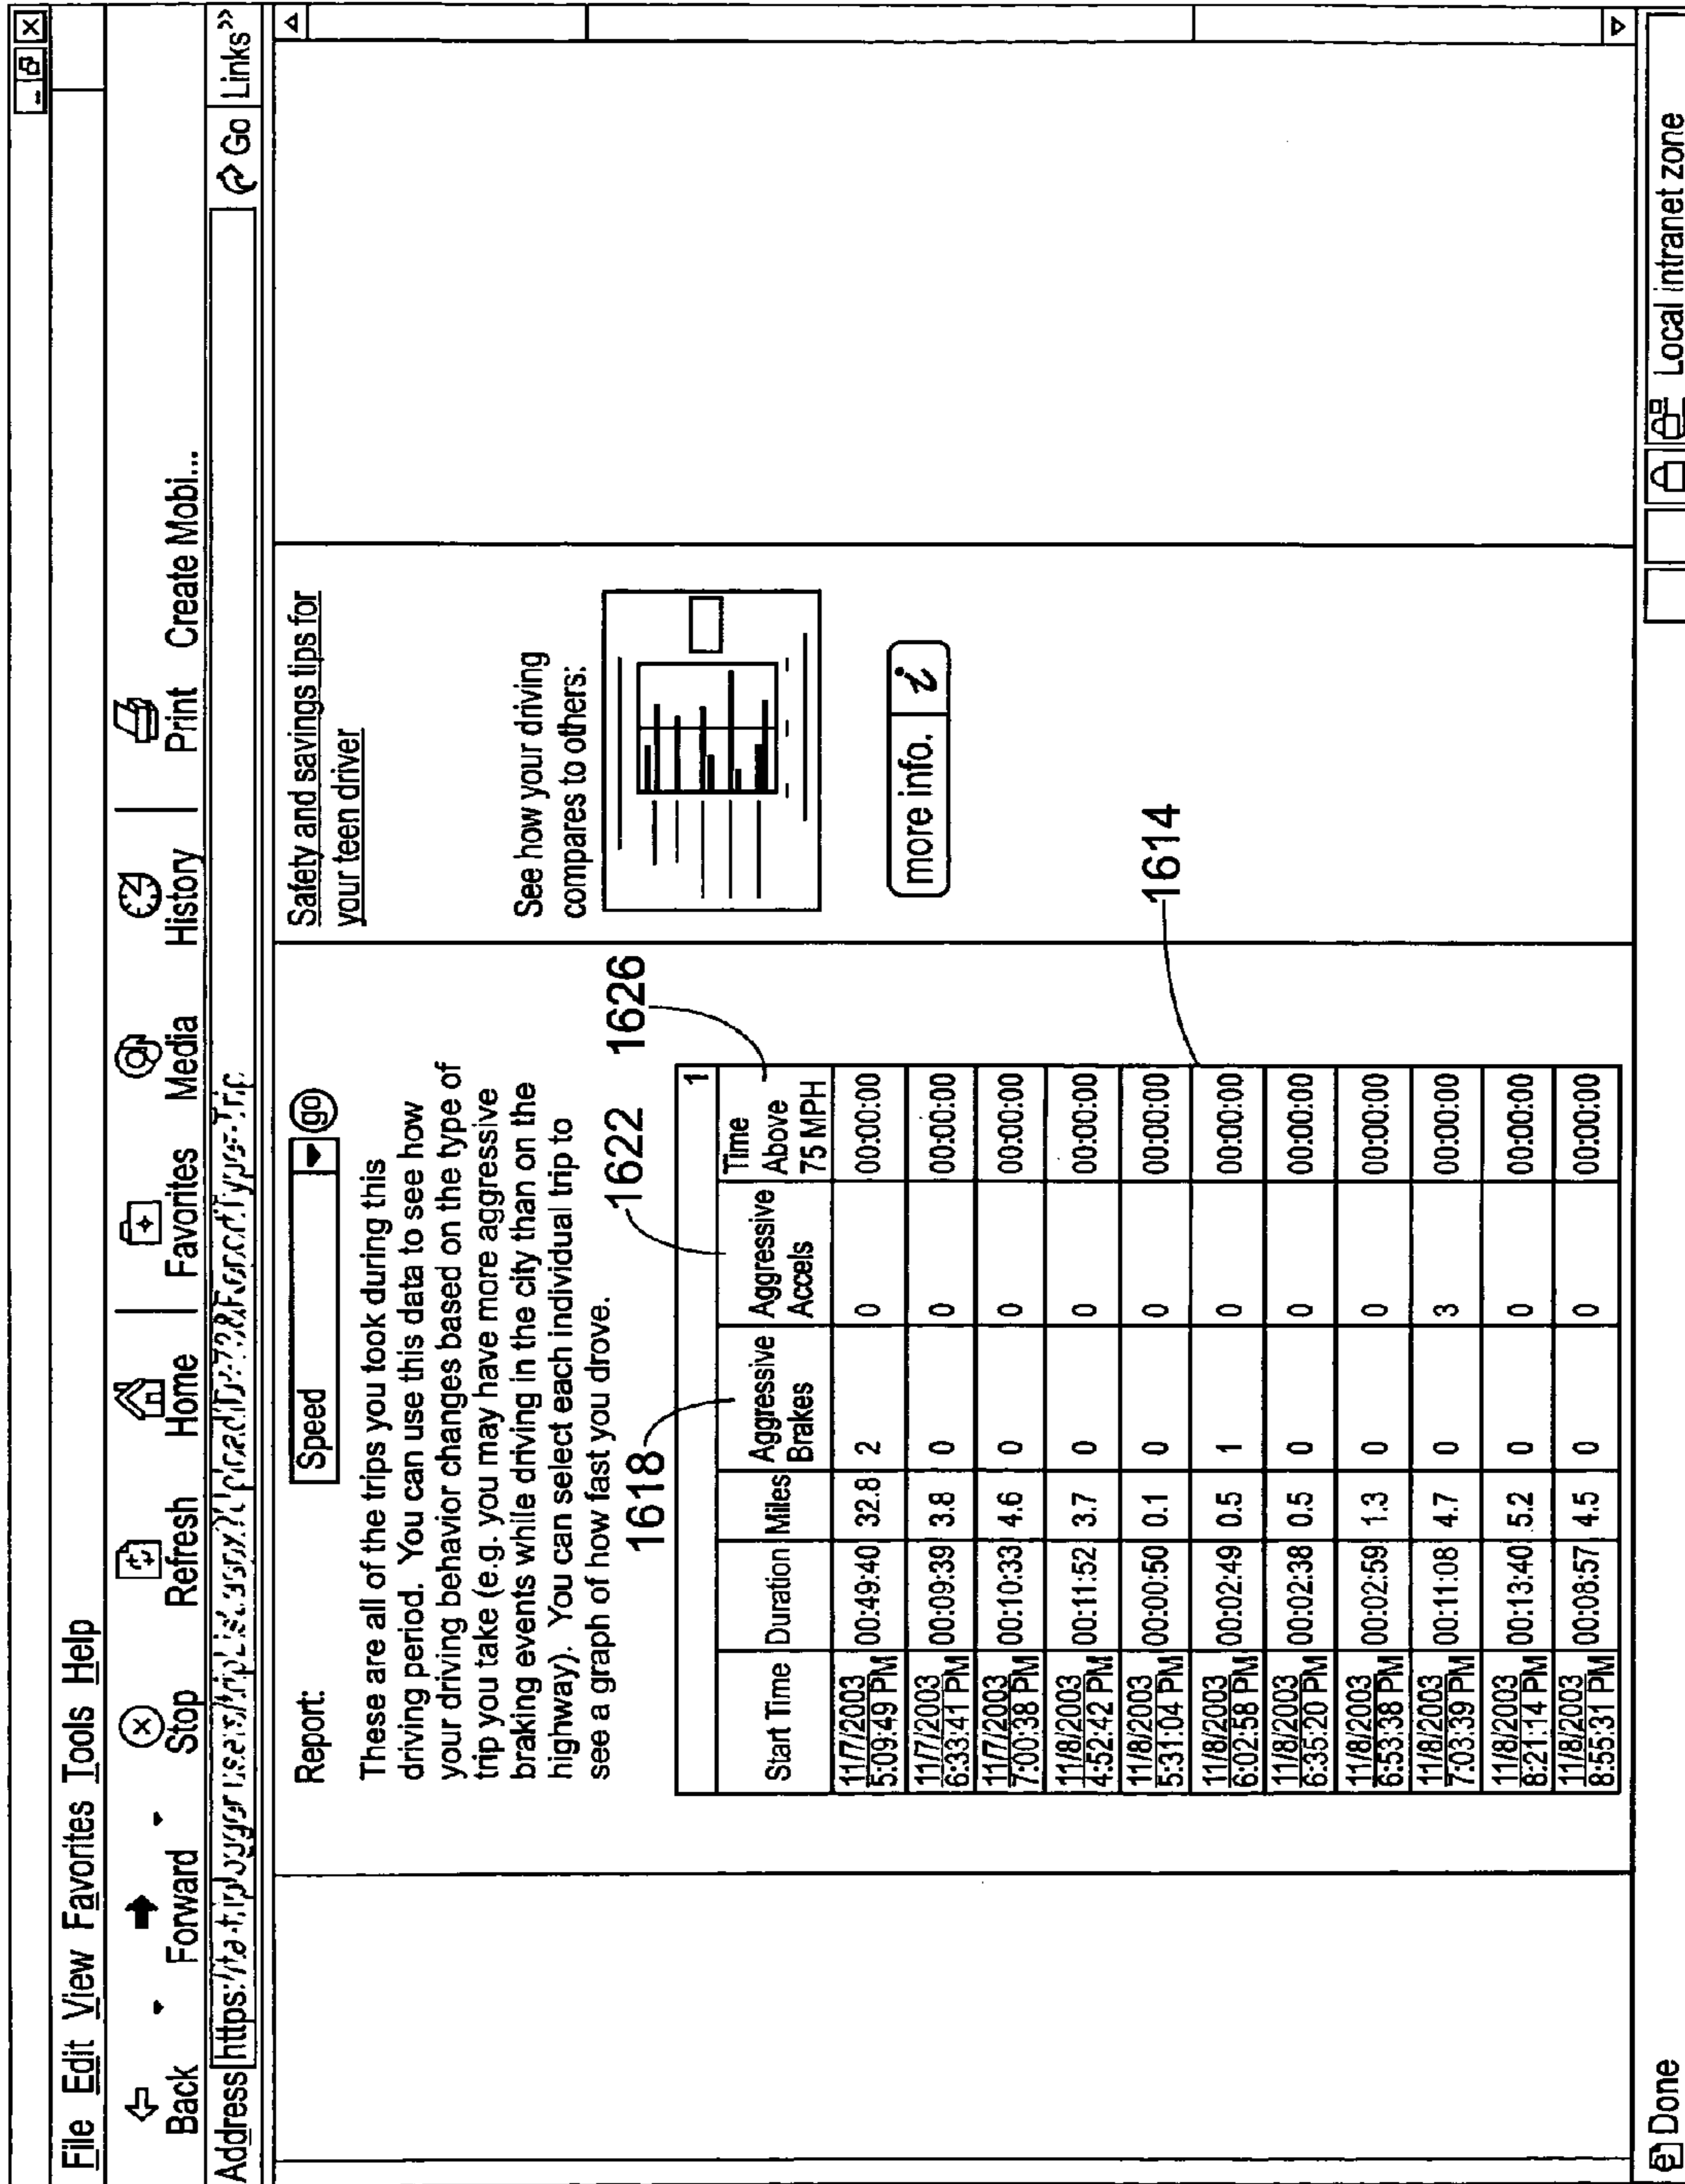 File Edit View Favorites Tools Help
Back Forward Stop Refresh Home Favorites Media History Print Create Mobi...
Address https:// Go Links»
Report: Speed go
These are all of the trips you took during this
driving period. You can use this data to see how
your driving behavior changes based on the type of
trip you take (e.g. you may have more aggressive
braking events while driving in the city than on the
highway). You can select each individual trip to
see a graph of how fast you drove.
1618 1622 1626
1
Start Time Duration Miles Aggressive Brakes Aggressive Accels Time Above 75 MPH
11/7/2003 5:09:49 PM 00:49:40 32.8 2 0 00:00:00
11/7/2003 6:33:41 PM 00:09:39 3.8 0 0 00:00:00
11/7/2003 7:00:38 PM 00:10:33 4.6 0 0 00:00:00
11/8/2003 4:52:42 PM 00:11:52 3.7 0 0 00:00:00
11/8/2003 5:31:04 PM 00:00:50 0.1 0 0 00:00:00
11/8/2003 6:02:58 PM 00:02:49 0.5 1 0 00:00:00
11/8/2003 6:35:20 PM 00:02:38 0.5 0 0 00:00:00
11/8/2003 6:53:38 PM 00:02:59 1.3 0 0 00:00:00
11/8/2003 7:03:39 PM 00:11:08 4.7 0 3 00:00:00
11/8/2003 8:21:14 PM 00:13:40 5.2 0 0 00:00:00
11/8/2003 8:55:31 PM 00:08:57 4.5 0 0 00:00:00
1614
Safety and savings tips for
your teen driver
See how your driving
compares to others:
more info. i
Done Local intranet zone